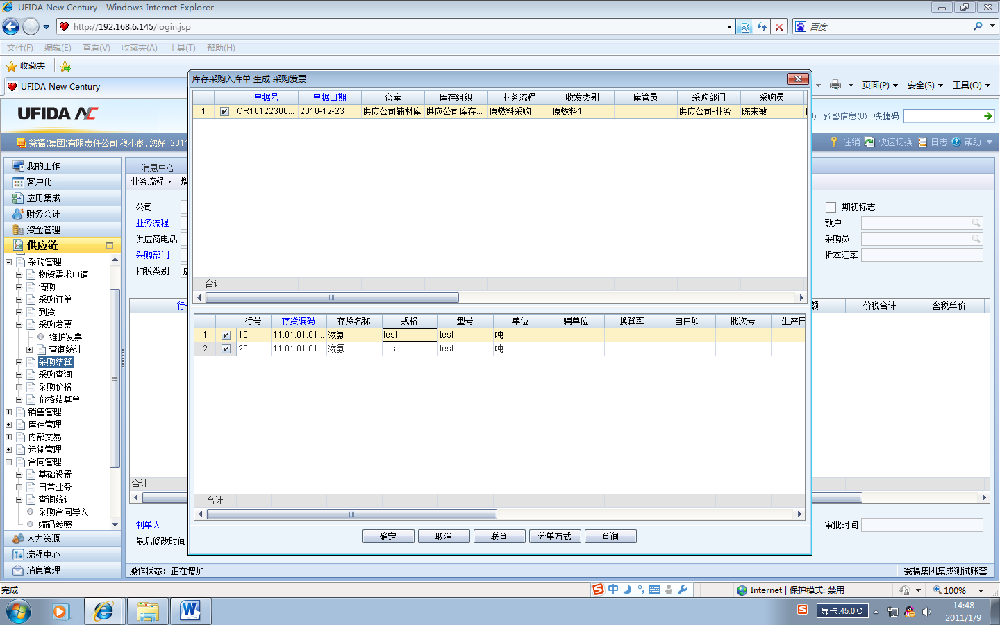 UFIDA New Century - Windows Internet Explorer
http://192.168.6.145/login.jsp
百度
文件(F) 编辑(E) 查看(V) 收藏夹(A) 工具(T) 帮助(H)
收藏夹
UFIDA New Century
页面(P) 安全(S) 工具(O)
UFIDA NC
预警信息(0) 快捷码
瓮福(集团)有限责任公司 穆小彪, 您好! 2011
注销 快速切换 日志 帮助
我的工作
客户化
应用集成
财务会计
资金管理
供应链
采购管理
物资需求申请
请购
采购订单
到货
采购发票
维护发票
查询统计
采购结算
采购查询
采购价格
价格结算单
销售管理
库存管理
内部交易
运输管理
合同管理
基础设置
日常业务
查询统计
采购合同导入
编码参照
人力资源
流程中心
消息管理
消息中心
业务流程 增
公司
业务流程
供应商电话
采购部门
扣税类别 应
行号
合计
制单人
最后修改时间
操作状态: 正在增加
期初标志
散户
采购员
折本汇率
额 价税合计 含税单价
审批时间
瓮福集团集成测试账套
库存采购入库单 生成 采购发票
单据号 单据日期 仓库 库存组织 业务流程 收发类别 库管员 采购部门 采购员
1 CR10122300... 2010-12-23 供应公司辅材库 供应公司库存... 原燃料采购 原燃料1 供应公司-业务... 陈来敏
合计
行号 存货编码 存货名称 规格 型号 单位 辅单位 换算率 自由项 批次号 生产日
1 10 11.01.01.01... 液氨 test test 吨
2 20 11.01.01.01... 液氨 test test 吨
合计
确定 取消 联查 分单方式 查询
完成
中
Internet | 保护模式: 禁用
100%
显卡:45.0℃
14:48
2011/1/9